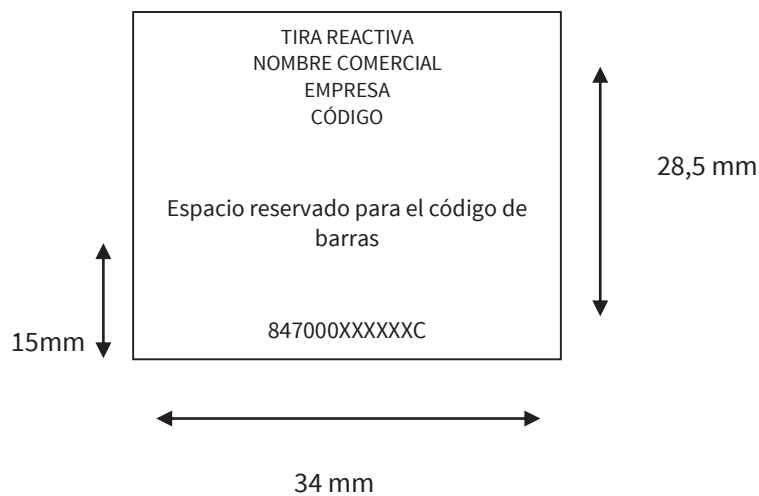 TIRA REACTIVA
NOMBRE COMERCIAL
EMPRESA
CÓDIGO
28,5 mm
Espacio reservado para el código de
barras
847000XXXXXXC
15mm
34 mm